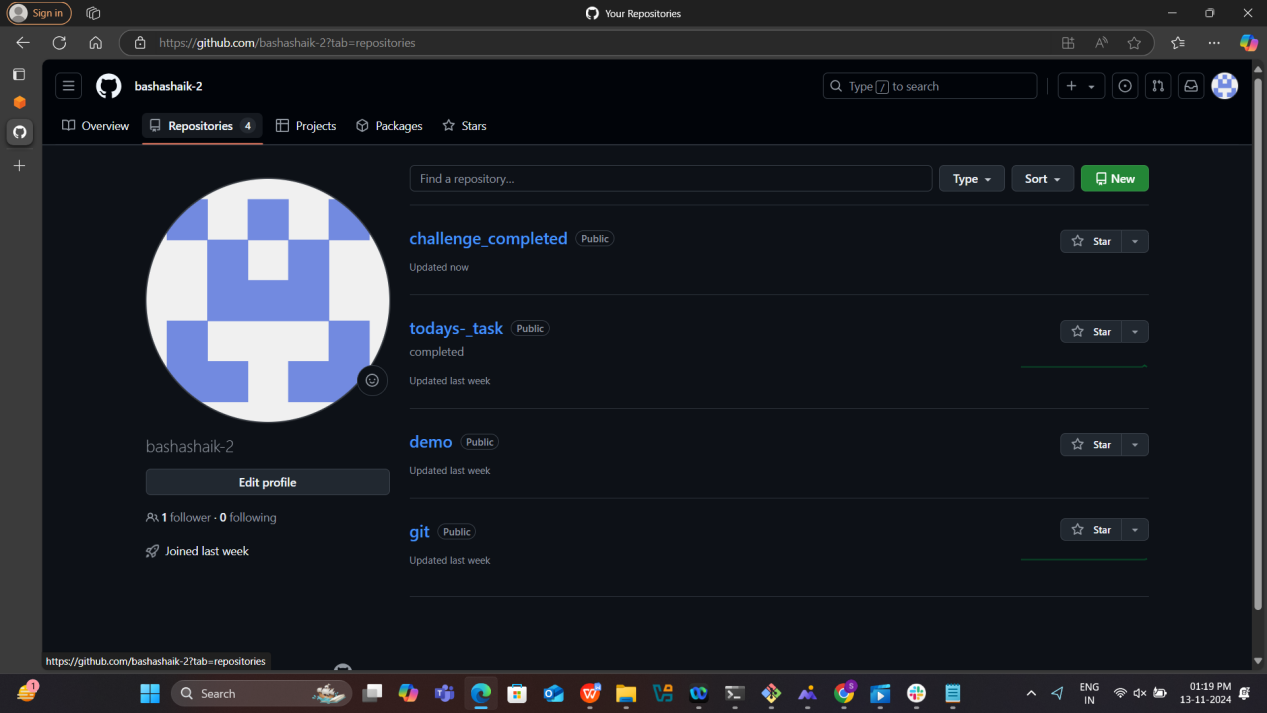 Sign in
Your Repositories
https://github.com/bashashaik-2?tab=repositories
bashashaik-2
Type / to search
Overview
Repositories 4
Projects
Packages
Stars
Find a repository...
Type
Sort
New
challenge_completed Public
Star
Updated now
todays-_task Public
Star
completed
Updated last week
demo Public
Star
Updated last week
git Public
Star
Updated last week
bashashaik-2
Edit profile
1 follower · 0 following
Joined last week
https://github.com/bashashaik-2?tab=repositories
1
Search
S
ENG
IN
01:19 PM
13-11-2024